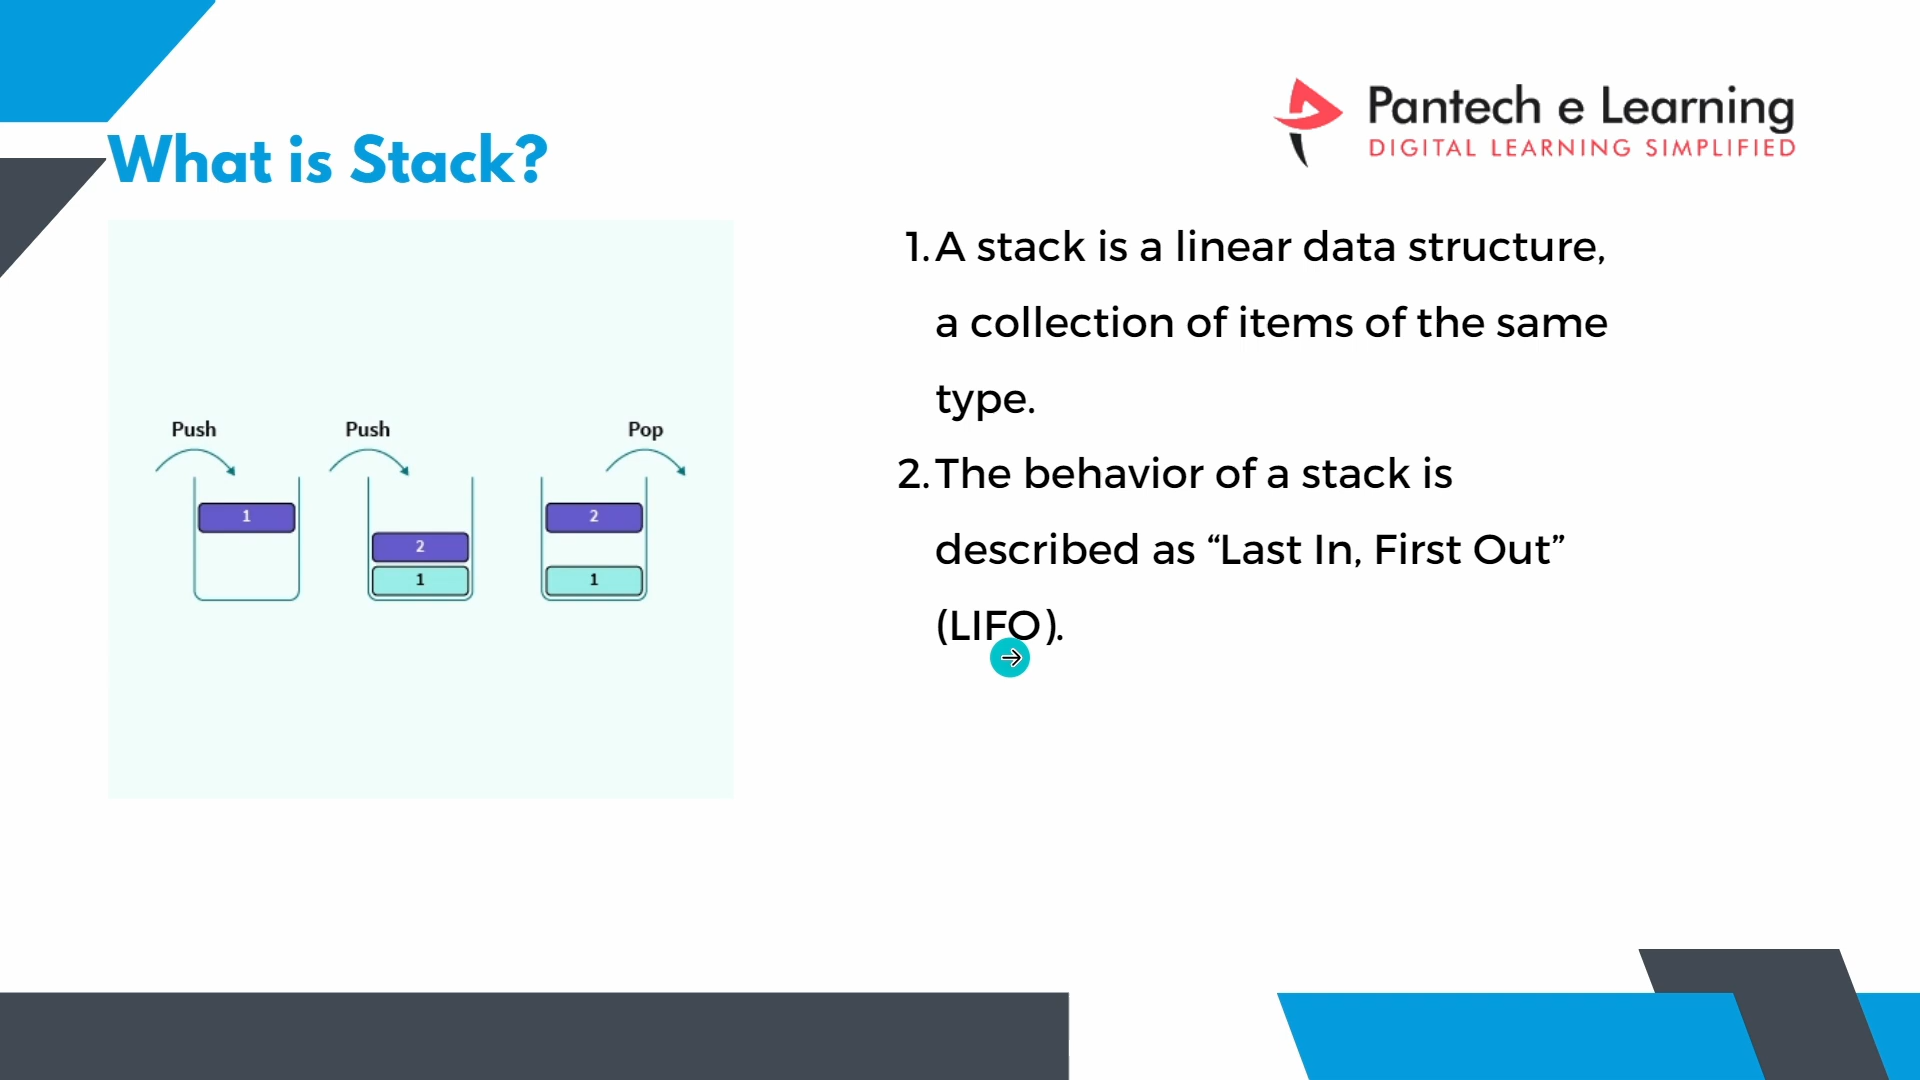 Pantech e Learning
DIGITAL LEARNING SIMPLIFIED
What is Stack?
Push
Push
Pop
1
2
1
2
1
1. A stack is a linear data structure,
a collection of items of the same
type.
2. The behavior of a stack is
described as “Last In, First Out”
(LIFO).